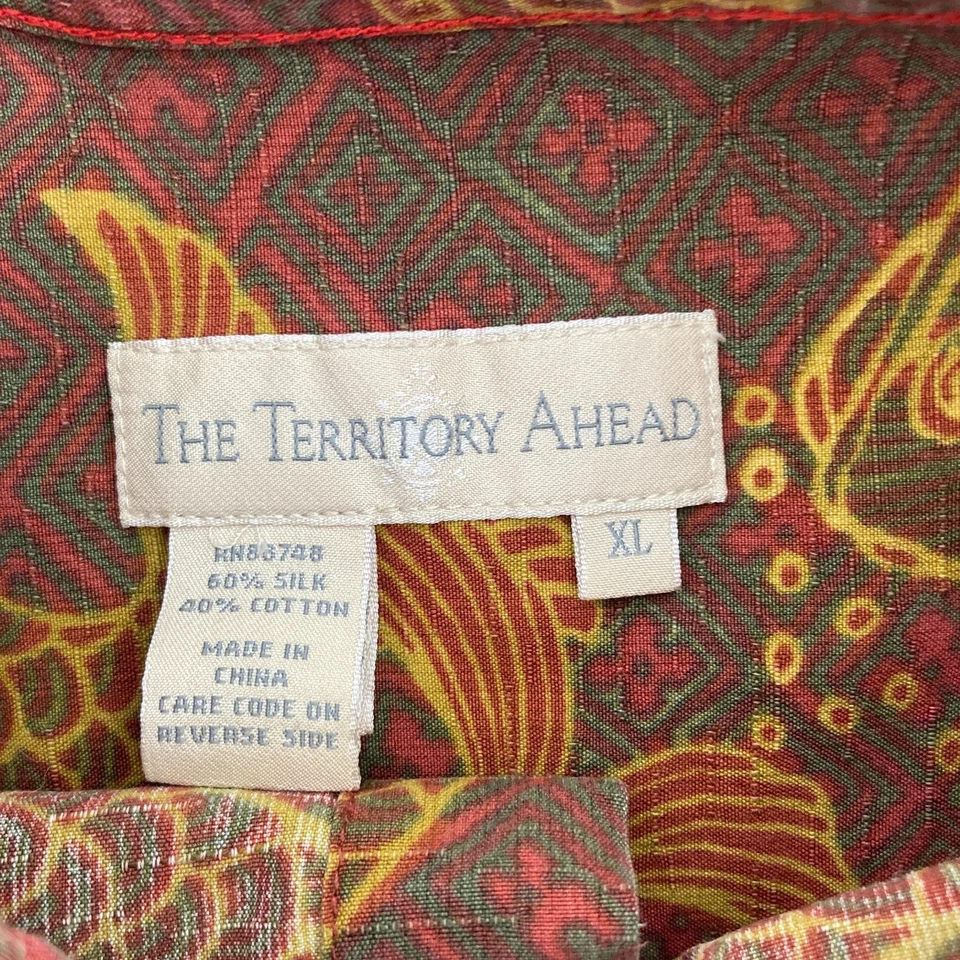 THE TERRITORY AHEAD
XL
RN83748
60% SILK
40% COTTON
MADE IN
CHINA
CARE CODE ON
REVERSE SIDE